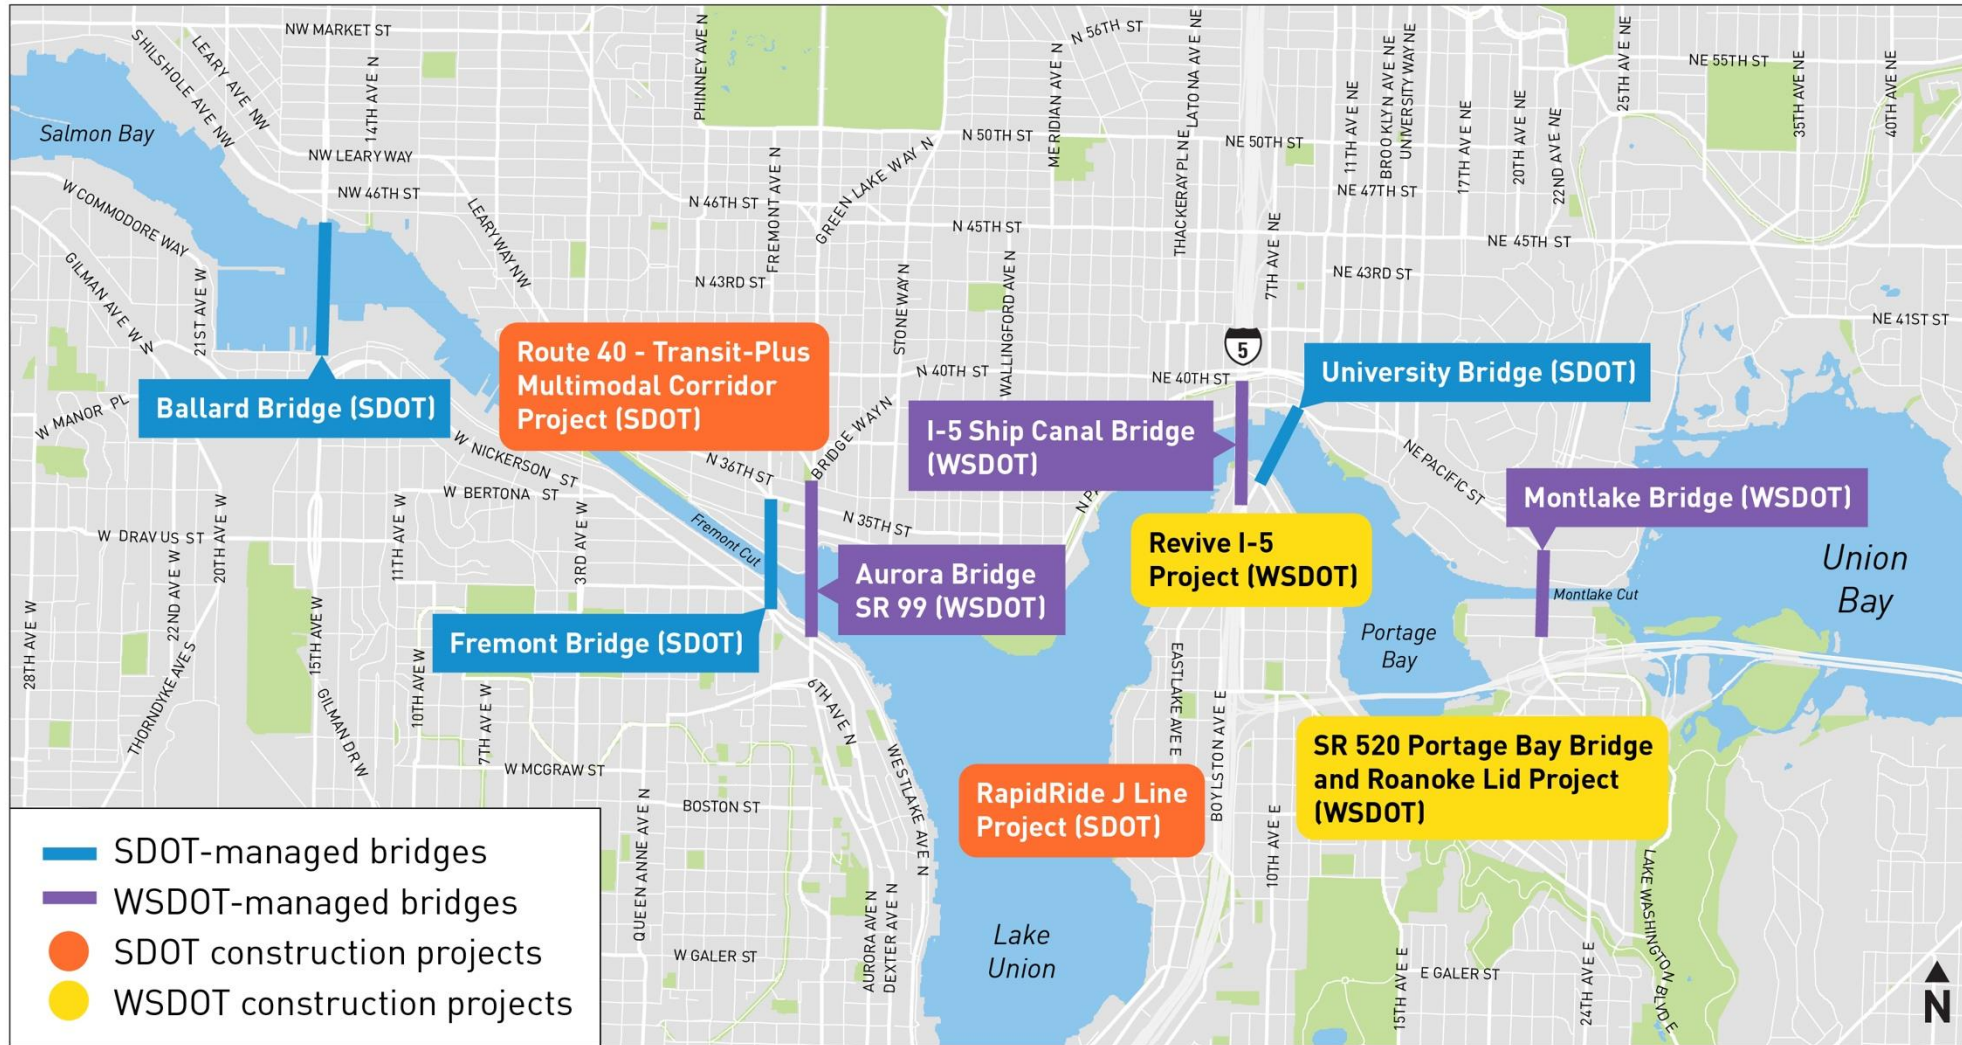 NW MARKET ST
SHILSHOLE AVE NW
LEARY AVE NW
14TH AVE N
PHINNEY AVE N
N 56TH ST
MERIDIAN AVE N
LATONA AVE NE
11TH AVE NE
BROOKLYN AVE NE
UNIVERSITY WAY NE
17TH AVE NE
20TH AVE NE
22ND AVE NE
25TH AVE NE
NE 55TH ST
35TH AVE NE
40TH AVE NE
Salmon Bay
NW LEARY WAY
NW 46TH ST
LEARY WAY NW
W COMMODORE WAY
GILMAN AVE W
W
21ST AVE W
N 50TH ST
FREMONT AVE N
GREEN LAKE WAY N
N 46TH ST
N 45TH ST
N 43RD ST
STONE WAY N
WALLINGFORD AVE N
THACKERAY PL NE
NE 50TH ST
NE 47TH ST
7TH AVE NE
NE 45TH ST
NE 43RD ST
NE 41ST ST
5
Route 40 - Transit-Plus
Multimodal Corridor
Project (SDOT)
N 40TH ST
NE 40TH ST
University Bridge (SDOT)
Ballard Bridge (SDOT)
W MANOR PL
W NICKERSON ST
W BERTONA ST
BRIDGE WAY N
N 36TH ST
N 35TH ST
I-5 Ship Canal Bridge
(WSDOT)
N PA
NE PACIFIC ST
Montlake Bridge (WSDOT)
W DRAVUS ST
Fremont Cut
Revive I-5
Project (WSDOT)
Aurora Bridge
SR 99 (WSDOT)
Fremont Bridge (SDOT)
Montlake Cut
Union
Bay
Portage
Bay
28TH AVE W
22ND AVE W
20TH AVE W
THORNDYKE AVE S
15TH AVE W
GILMAN DR W
11TH AVE W
10TH AVE W
7TH AVE W
3RD AVE W
6TH AVE N
WESTLAKE AVE N
EASTLAKE AVE E
BOYLSTON AVE E
W MCGRAW ST
BOSTON ST
QUEEN ANNE AVE N
W GALER ST
AURORA AVE N
DEXTER AVE N
RapidRide J Line
Project (SDOT)
SR 520 Portage Bay Bridge
and Roanoke Lid Project
(WSDOT)
10TH AVE E
15TH AVE E
E GALER ST
24TH AVE E
LAKE WASHINGTON BLVD E
Lake
Union
SDOT-managed bridges
WSDOT-managed bridges
SDOT construction projects
WSDOT construction projects
N